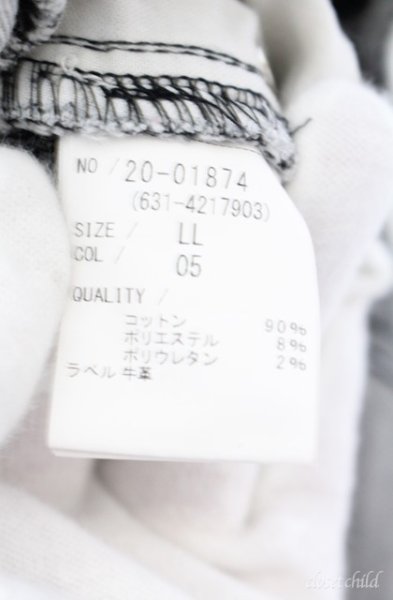 NO / 20-01874
(631-4217903)
SIZE / LL
COL / 05
QUALITY /
コットン 90%
ポリエステル 8%
ポリウレタン 2%
ラベル 牛革
closet child